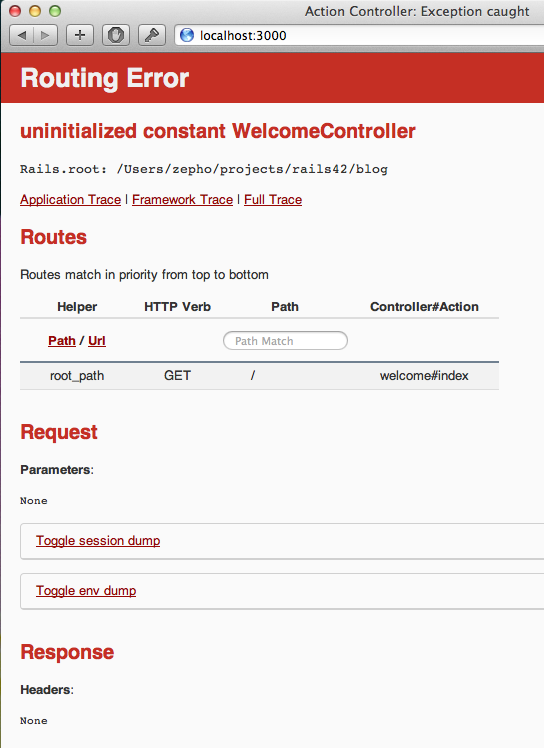 Action Controller: Exception caught
localhost:3000
Routing Error
uninitialized constant WelcomeController
Rails.root: /Users/zepho/projects/rails42/blog
Application Trace | Framework Trace | Full Trace
Routes
Routes match in priority from top to bottom
Helper HTTP Verb Path Controller#Action
Path / Url Path Match
root_path GET / welcome#index
Request
Parameters:
None
Toggle session dump
Toggle env dump
Response
Headers:
None